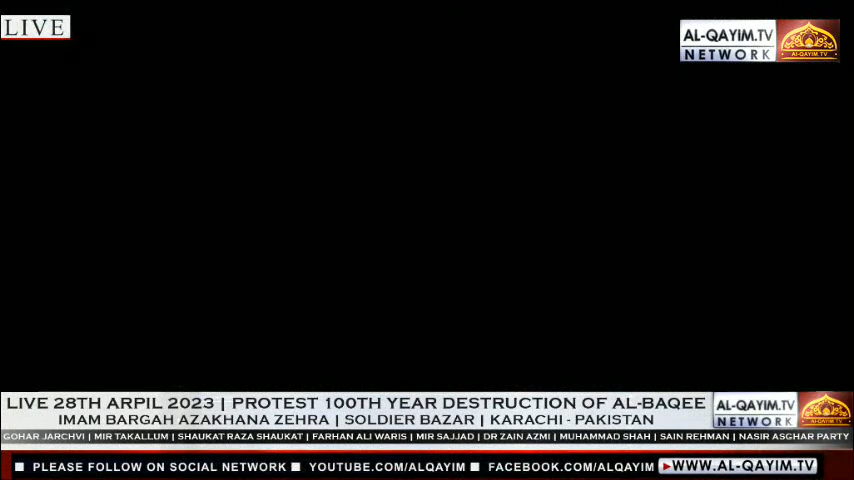 LIVE
AL-QAYIM.TV
NETWORK
AL-QAYIM.TV
LIVE 28TH ARPIL 2023 | PROTEST 100TH YEAR DESTRUCTION OF AL-BAQEE
IMAM BARGAH AZAKHANA ZEHRA | SOLDIER BAZAR | KARACHI - PAKISTAN
AL-QAYIM.TV
NETWORK
AL-QAYIM.TV
GOHAR JARCHVI | MIR TAKALLUM | SHAUKAT RAZA SHAUKAT | FARHAN ALI WARIS | MIR SAJJAD | DR ZAIN AZMI | MUHAMMAD SHAH | SAIN REHMAN | NASIR ASGHAR PARTY
PLEASE FOLLOW ON SOCIAL NETWORK ■ YOUTUBE.COM/ALQAYIM ■ FACEBOOK.COM/ALQAYIM WWW.AL-QAYIM.TV